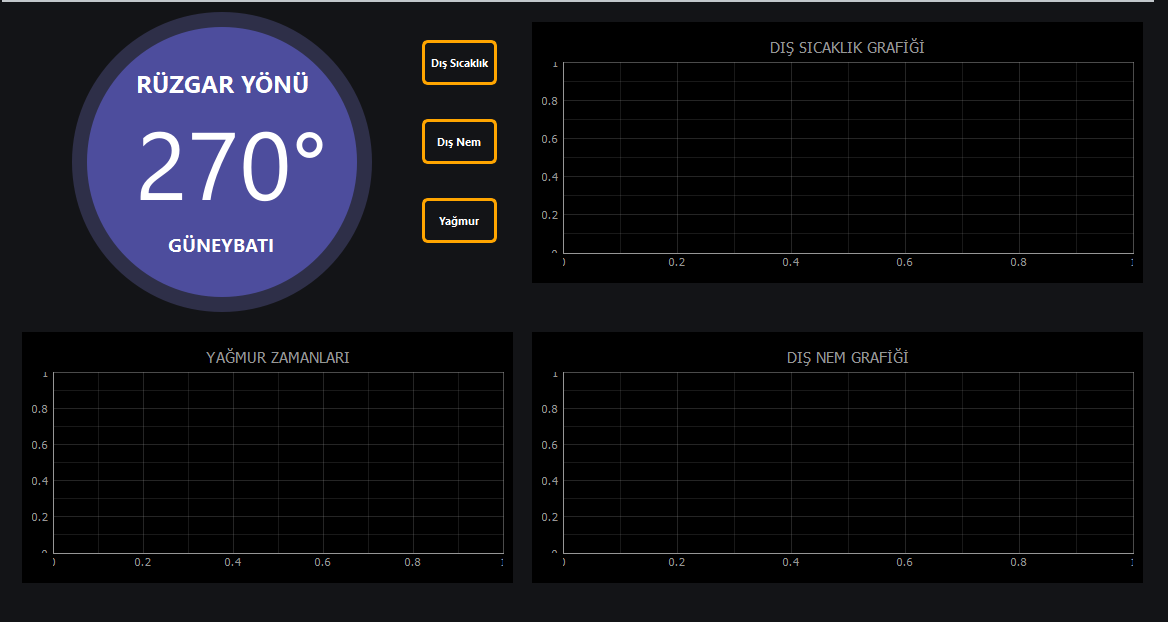 RÜZGAR YÖNÜ
270°
GÜNEYBATI
Dış Sıcaklık
Dış Nem
Yağmur
DIŞ SICAKLIK GRAFİĞİ
1
0.8
0.6
0.4
0.2
0
0 0.2 0.4 0.6 0.8 1
YAĞMUR ZAMANLARI
1
0.8
0.6
0.4
0.2
0
0 0.2 0.4 0.6 0.8 1
DIŞ NEM GRAFİĞİ
1
0.8
0.6
0.4
0.2
0
0 0.2 0.4 0.6 0.8 1